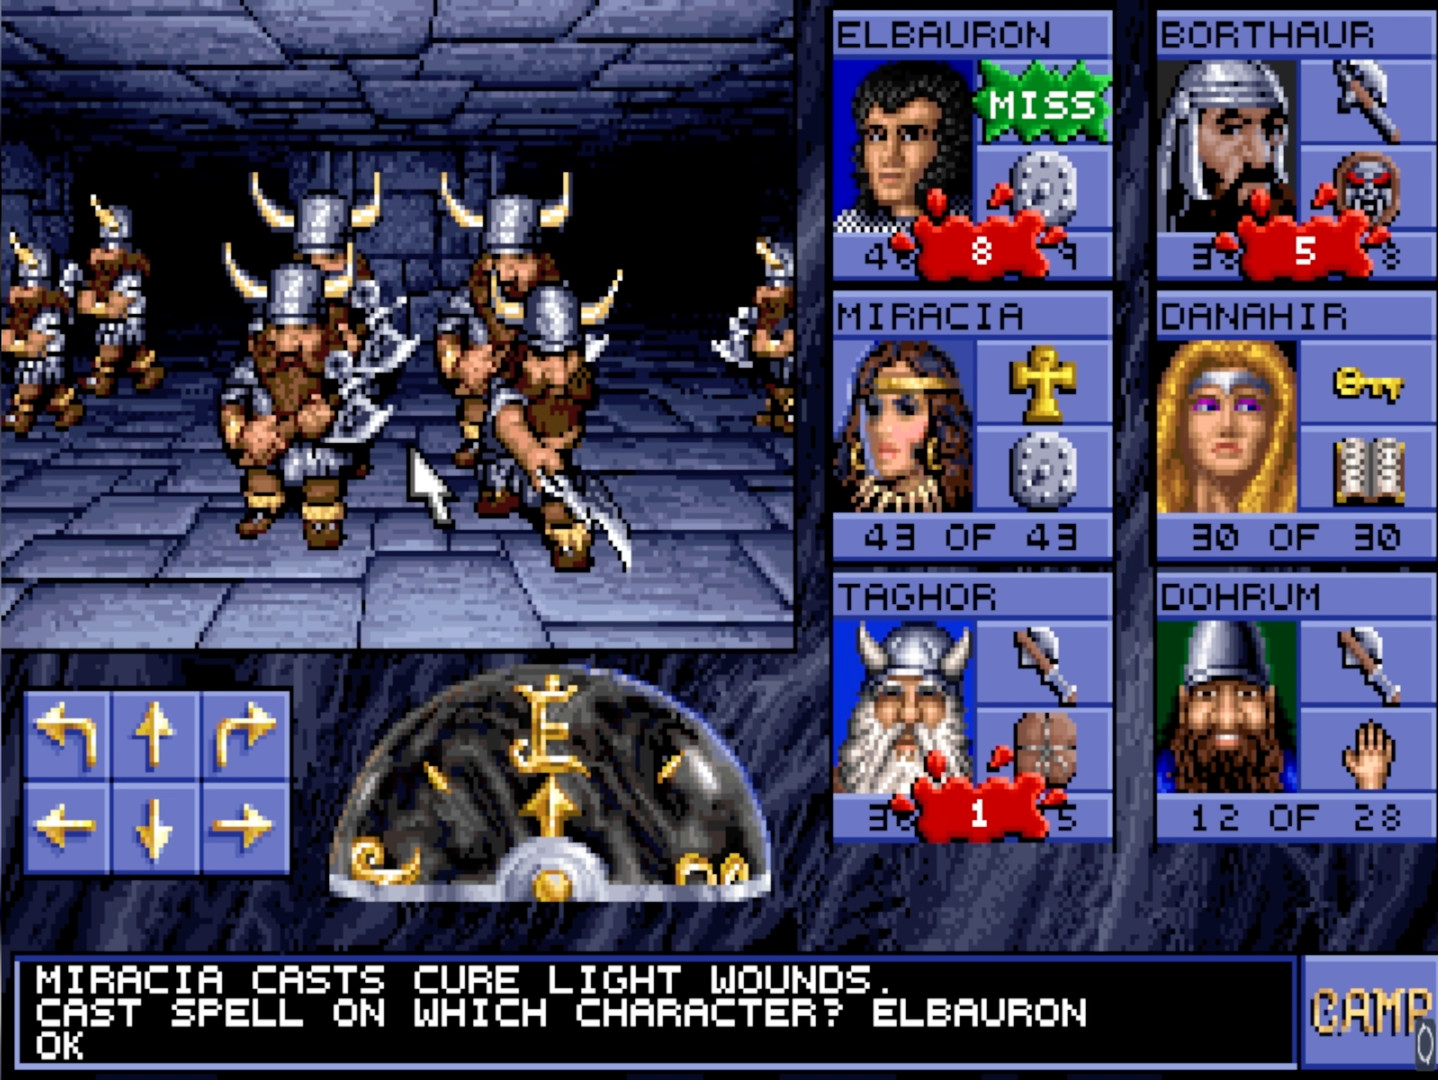 ELBAURON
BORTHAUR
MISS
8
5
MIRACIA
DANAHIR
43 OF 43
30 OF 30
TAGHOR
DOHRUM
1
12 OF 28
E
MIRACIA CASTS CURE LIGHT WOUNDS.
CAST SPELL ON WHICH CHARACTER? ELBAURON
OK
CAMP